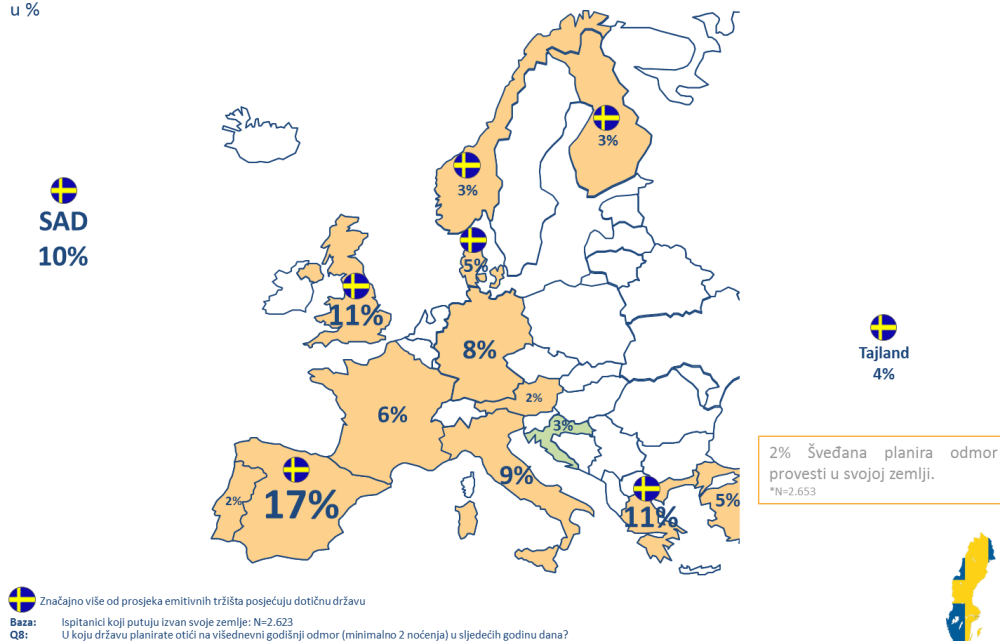 u %
3%
3%
SAD
10%
5%
11%
8%
Tajland
4%
2%
6%
3%
2% Šveđana planira odmor
provesti u svojoj zemlji.
*N=2.653
9%
2%
17%
5%
11%
Značajno više od prosjeka emitivnih tržišta posjećuju dotičnu državu
Baza: Ispitanici koji putuju izvan svoje zemlje: N=2.623
Q8: U koju državu planirate otići na višednevni godišnji odmor (minimalno 2 noćenja) u sljedećih godinu dana?